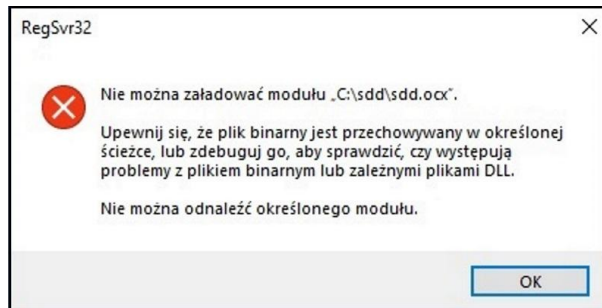 RegSvr32
Nie można załadować modułu „C:\sdd\sdd.ocx”.
Upewnij się, że plik binarny jest przechowywany w określonej
ścieżce, lub zdebuguj go, aby sprawdzić, czy występują
problemy z plikiem binarnym lub zależnymi plikami DLL.
Nie można odnaleźć określonego modułu.
OK